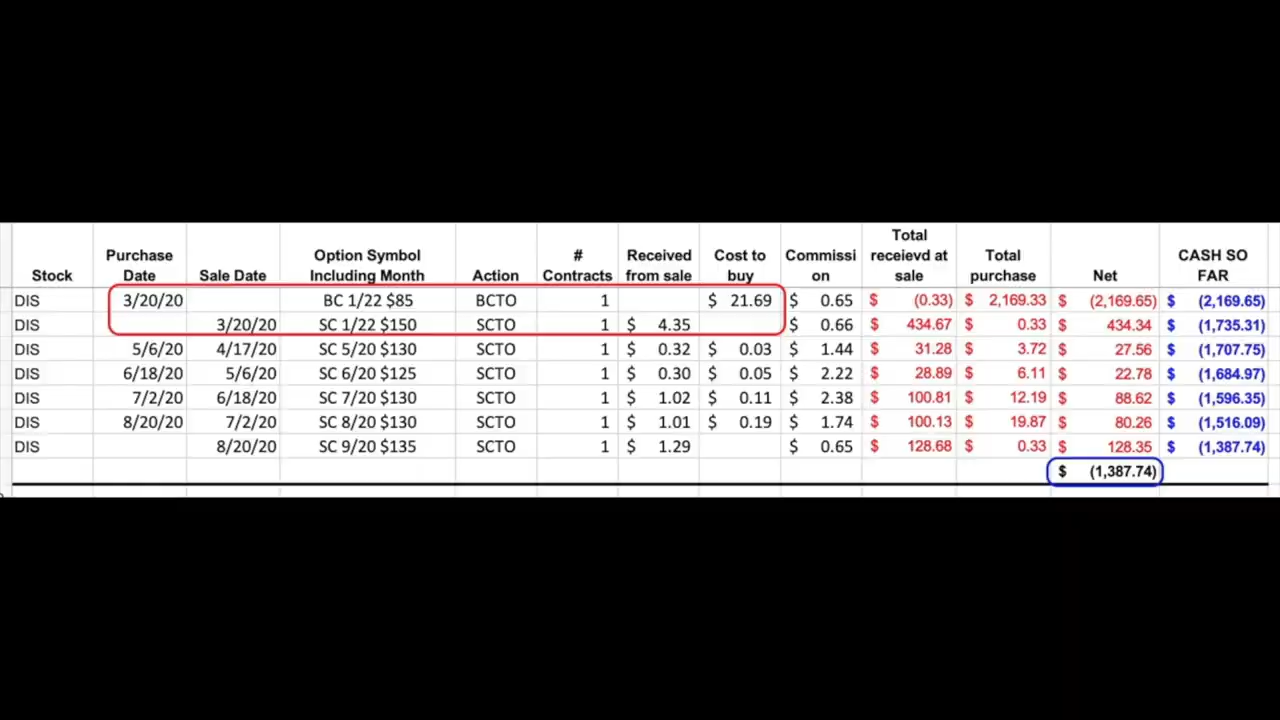 Stock Purchase Date Sale Date Option Symbol Including Month Action # Contracts Received from sale Cost to buy Commissi on Total receievd at sale Total purchase Net CASH SO FAR
DIS 3/20/20 BC 1/22 $85 BCTO 1 $ 21.69 $ 0.65 $ (0.33) $ 2,169.33 $ (2,169.65) $ (2,169.65)
DIS 3/20/20 SC 1/22 $150 SCTO 1 $ 4.35 $ 0.66 $ 434.67 $ 0.33 $ 434.34 $ (1,735.31)
DIS 5/6/20 4/17/20 SC 5/20 $130 SCTO 1 $ 0.32 $ 0.03 $ 1.44 $ 31.28 $ 3.72 $ 27.56 $ (1,707.75)
DIS 6/18/20 5/6/20 SC 6/20 $125 SCTO 1 $ 0.30 $ 0.05 $ 2.22 $ 28.89 $ 6.11 $ 22.78 $ (1,684.97)
DIS 7/2/20 6/18/20 SC 7/20 $130 SCTO 1 $ 1.02 $ 0.11 $ 2.38 $ 100.81 $ 12.19 $ 88.62 $ (1,596.35)
DIS 8/20/20 7/2/20 SC 8/20 $130 SCTO 1 $ 1.01 $ 0.19 $ 1.74 $ 100.13 $ 19.87 $ 80.26 $ (1,516.09)
DIS 8/20/20 SC 9/20 $135 SCTO 1 $ 1.29 $ 0.65 $ 128.68 $ 0.33 $ 128.35 $ (1,387.74)
$ (1,387.74)